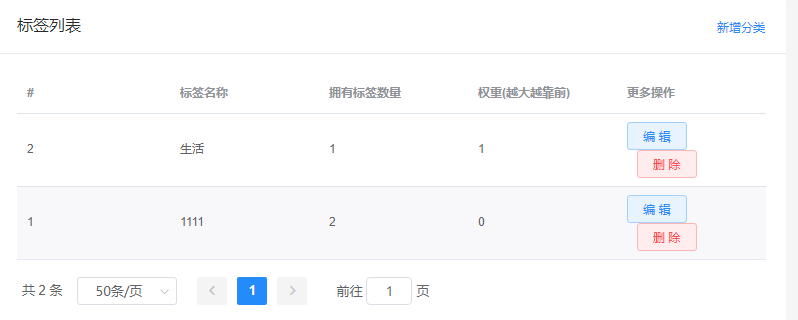 标签列表 新增分类
# 标签名称 拥有标签数量 权重(越大越靠前) 更多操作
2 生活 1 1 编 辑
删 除
1 1111 2 0 编 辑
删 除
共 2 条 50条/页 1 前往 1 页